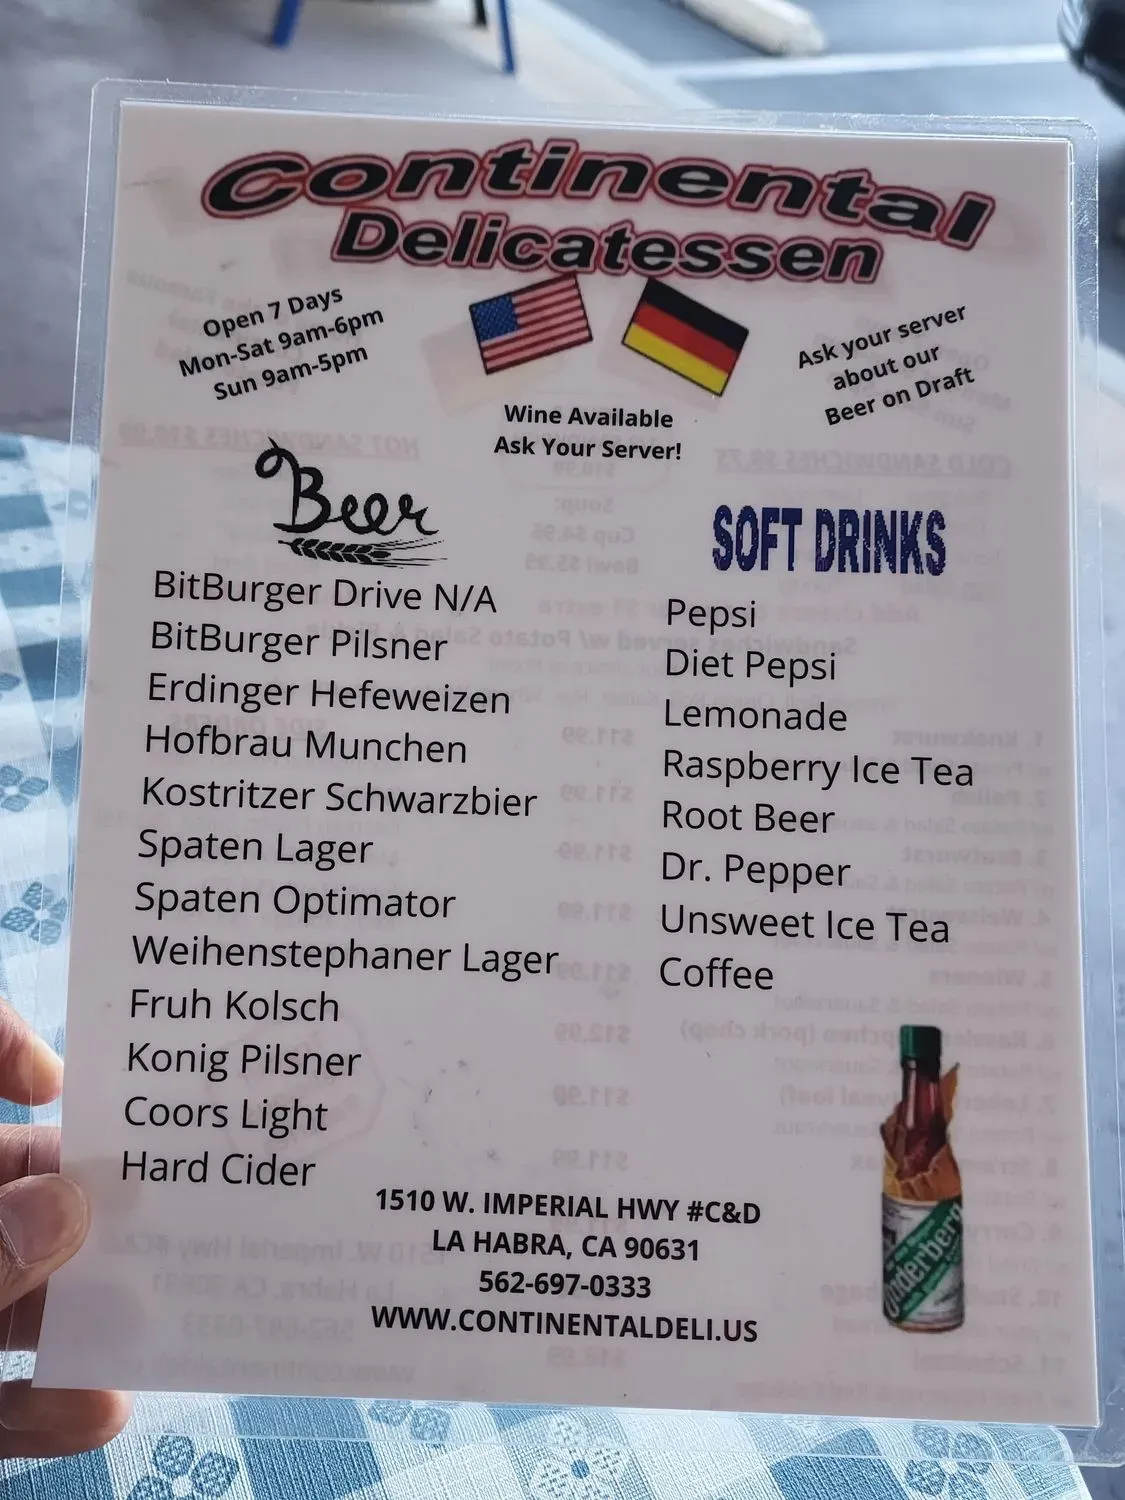 Continental
Delicatessen
Open 7 Days
Mon-Sat 9am-6pm
Sun 9am-5pm
Ask your server
about our
Beer on Draft
Wine Available
Ask Your Server!
Beer
BitBurger Drive N/A
BitBurger Pilsner
Erdinger Hefeweizen
Hofbrau Munchen
Kostritzer Schwarzbier
Spaten Lager
Spaten Optimator
Weihenstephaner Lager
Fruh Kolsch
Konig Pilsner
Coors Light
Hard Cider
SOFT DRINKS
Pepsi
Diet Pepsi
Lemonade
Raspberry Ice Tea
Root Beer
Dr. Pepper
Unsweet Ice Tea
Coffee
Underberg
1510 W. IMPERIAL HWY #C&D
LA HABRA, CA 90631
562-697-0333
WWW.CONTINENTALDELI.US